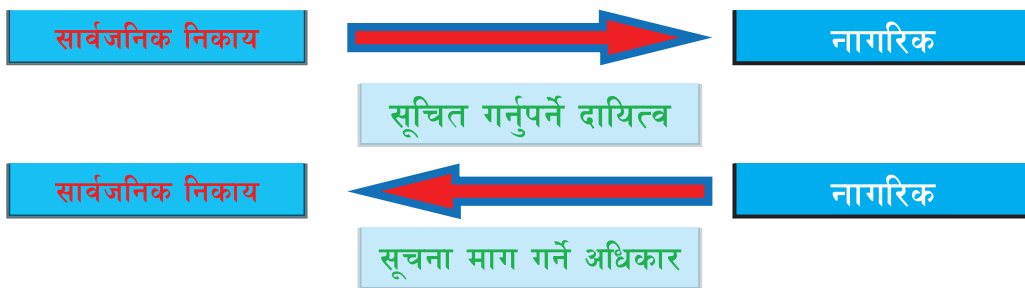 सार्वजनिक निकाय
नागरिक
सूचित गर्नुपर्ने दायित्व
सार्वजनिक निकाय
नागरिक
सूचना माग गर्ने अधिकार